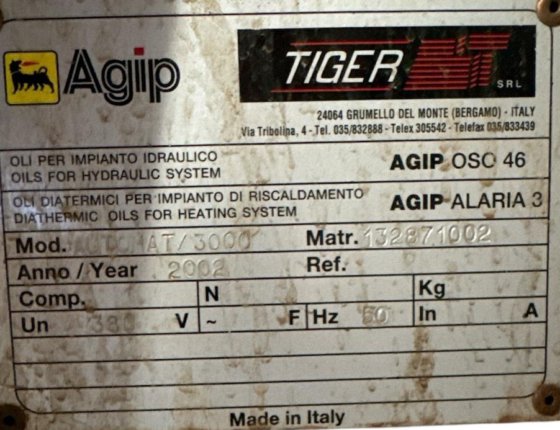 Agip
TIGER
SRL
24064 GRUMELLO DEL MONTE (BERGAMO) - ITALY
Via Tribolina, 4 - Tel. 035/832888 - Telex 305542 - Telefax 035/833439
OLI PER IMPIANTO IDRAULICO
OILS FOR HYDRAULIC SYSTEM
AGIP OSO 46
OLI DIATERMICI PER IMPIANTO DI RISCALDAMENTO
DIATHERMIC OILS FOR HEATING SYSTEM
AGIP ALARIA 3
Mod. AUTOMAT/3000 Matr. 132871002
Anno / Year 2002 Ref.
Comp. N Kg
Un 380 V ~ F Hz 50 In A
Made in Italy